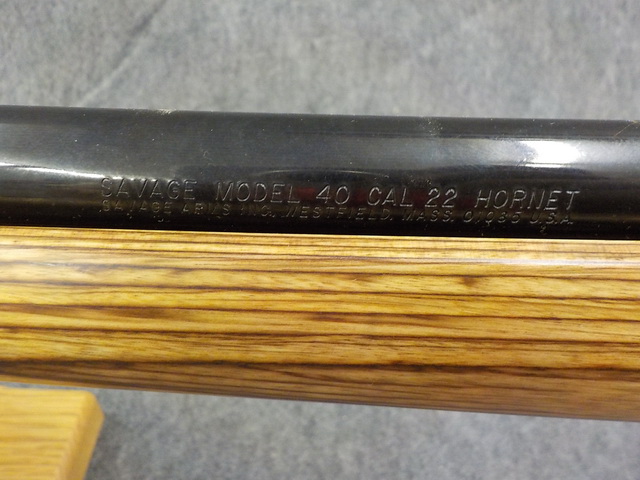 SAVAGE MODEL 40 CAL 22 HORNET
SAVAGE ARMS INC. WESTFIELD, MASS. 01085 U.S.A.